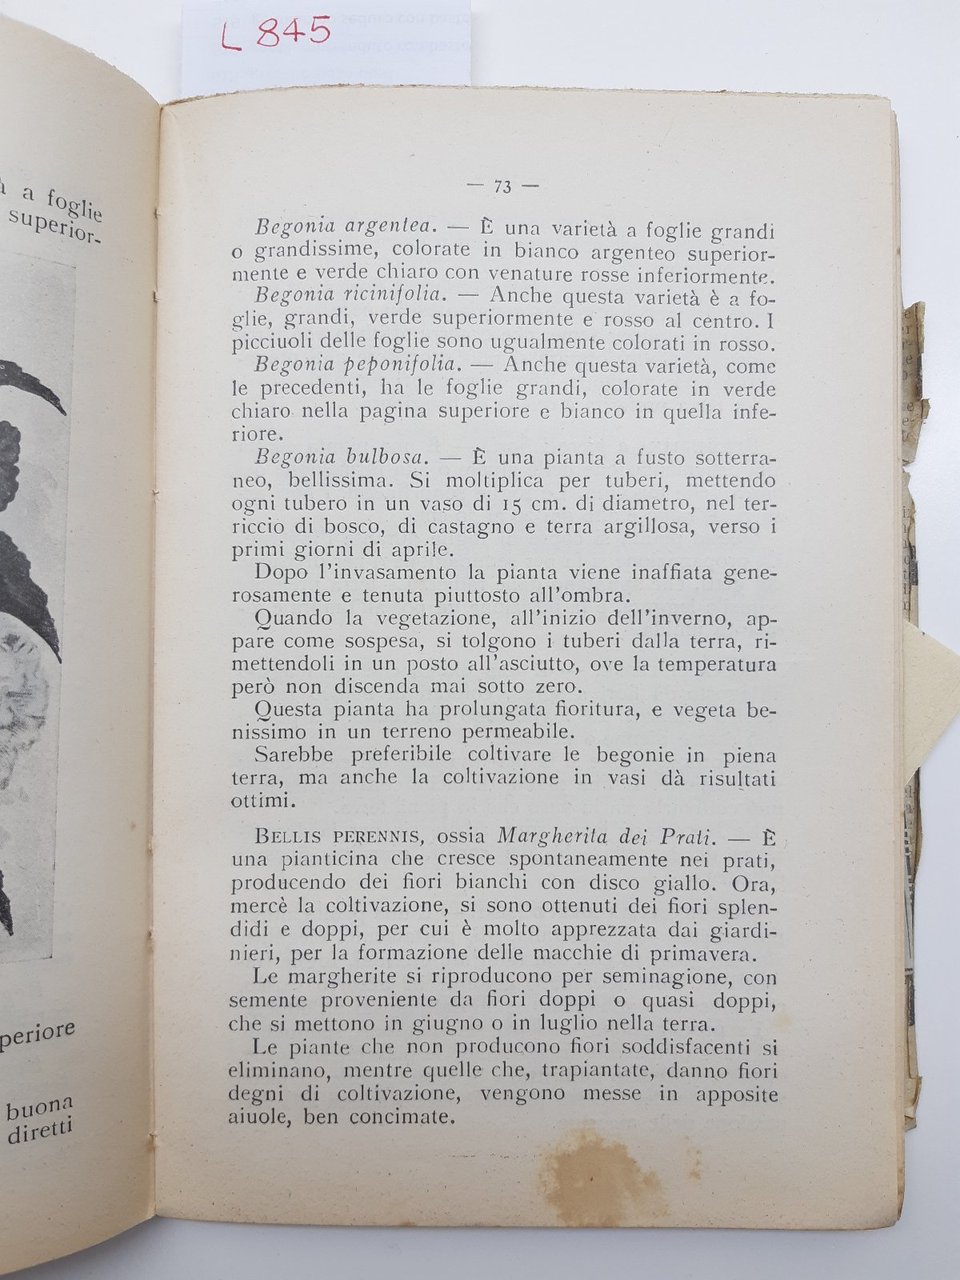 L 845
à a foglie
superior-
periore
buona
diretti
— 73 —
Begonia argentea. — È una varietà a foglie grandi
o grandissime, colorate in bianco argenteo superior-
mente e verde chiaro con venature rosse inferiormente.
Begonia ricinifolia. — Anche questa varietà è a fo-
glie, grandi, verde superiormente e rosso al centro. I
picciuoli delle foglie sono ugualmente colorati in rosso.
Begonia peponifolia. — Anche questa varietà, come
le precedenti, ha le foglie grandi, colorate in verde
chiaro nella pagina superiore e bianco in quella infe-
riore.
Begonia bulbosa. — È una pianta a fusto sotterra-
neo, bellissima. Si moltiplica per tuberi, mettendo
ogni tubero in un vaso di 15 cm. di diametro, nel ter-
riccio di bosco, di castagno e terra argillosa, verso i
primi giorni di aprile.
Dopo l'invasamento la pianta viene inaffiata gene-
rosamente e tenuta piuttosto all'ombra.
Quando la vegetazione, all'inizio dell'inverno, ap-
pare come sospesa, si tolgono i tuberi dalla terra, ri-
mettendoli in un posto all'asciutto, ove la temperatura
però non discenda mai sotto zero.
Questa pianta ha prolungata fioritura, e vegeta be-
nissimo in un terreno permeabile.
Sarebbe preferibile coltivare le begonie in piena
terra, ma anche la coltivazione in vasi dà risultati
ottimi.
BELLIS PERENNIS, ossia Margherita dei Prati. — È
una pianticina che cresce spontaneamente nei prati,
producendo dei fiori bianchi con disco giallo. Ora,
mercè la coltivazione, si sono ottenuti dei fiori splen-
didi e doppi, per cui è molto apprezzata dai giardi-
nieri, per la formazione delle macchie di primavera.
Le margherite si riproducono per seminagione, con
semente proveniente da fiori doppi o quasi doppi,
che si mettono in giugno o in luglio nella terra.
Le piante che non producono fiori soddisfacenti si
eliminano, mentre quelle che, trapiantate, danno fiori
degni di coltivazione, vengono messe in apposite
aiuole, ben concimate.